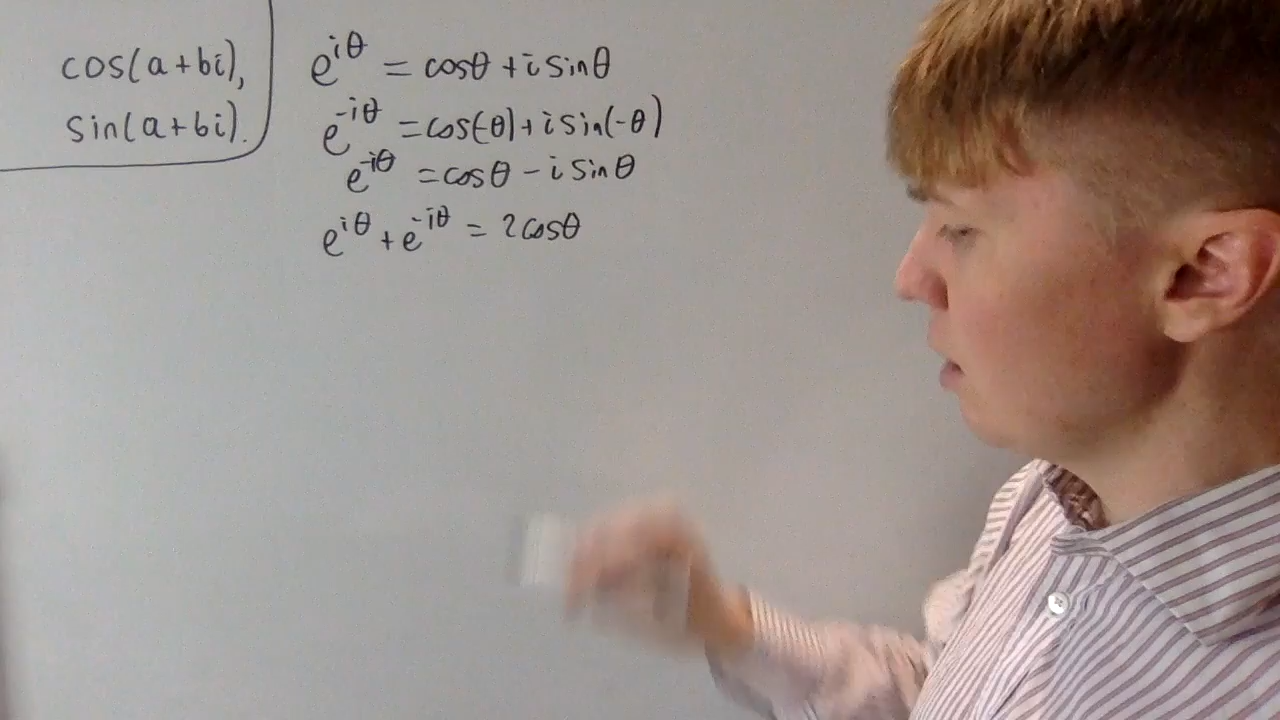 cos(a+bi),
sin(a+bi).
e^{iθ} = cosθ + i sinθ
e^{-iθ} = cos(-θ) + i sin(-θ)
e^{-iθ} = cosθ - i sinθ
e^{iθ} + e^{-iθ} = 2cosθ